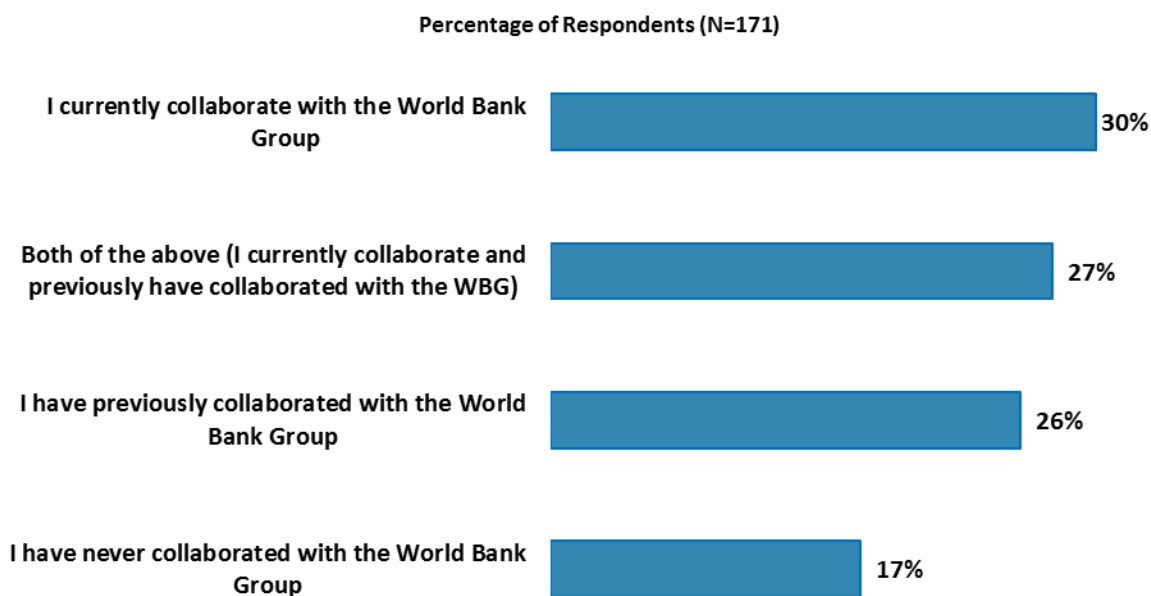 Percentage of Respondents (N=171)
I currently collaborate with the World Bank
Group
30%
Both of the above (I currently collaborate and
previously have collaborated with the WBG)
27%
I have previously collaborated with the World
Bank Group
26%
I have never collaborated with the World Bank
Group
17%